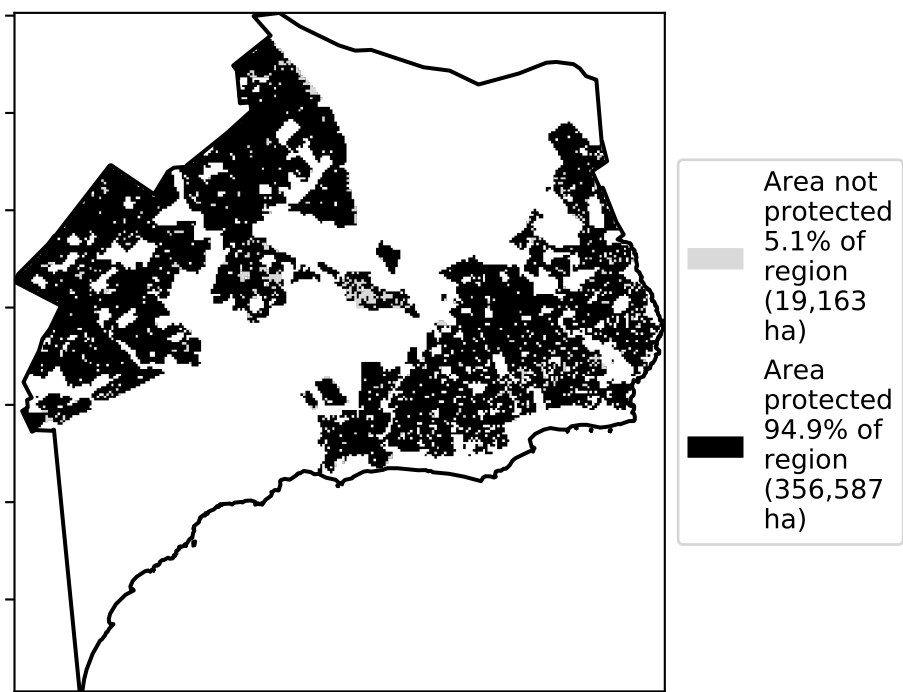 Area not
protected
5.1% of
region
(19,163
ha)
Area
protected
94.9% of
region
(356,587
ha)